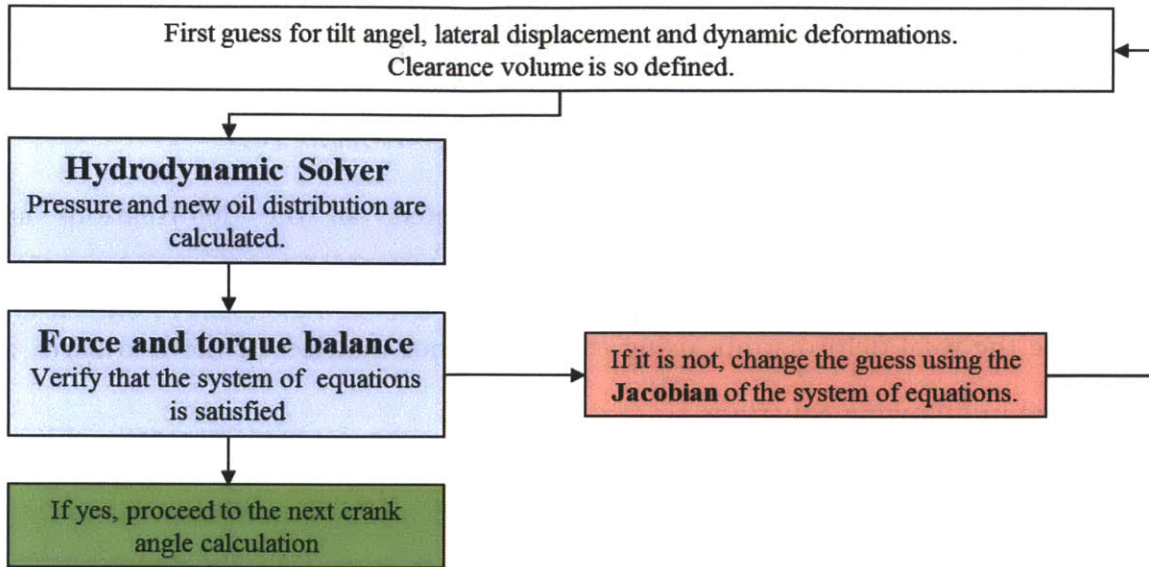 First guess for tilt angel, lateral displacement and dynamic deformations.
Clearance volume is so defined.
Hydrodynamic Solver
Pressure and new oil distribution are
calculated.
Force and torque balance
Verify that the system of equations
is satisfied
If it is not, change the guess using the
Jacobian of the system of equations.
If yes, proceed to the next crank
angle calculation